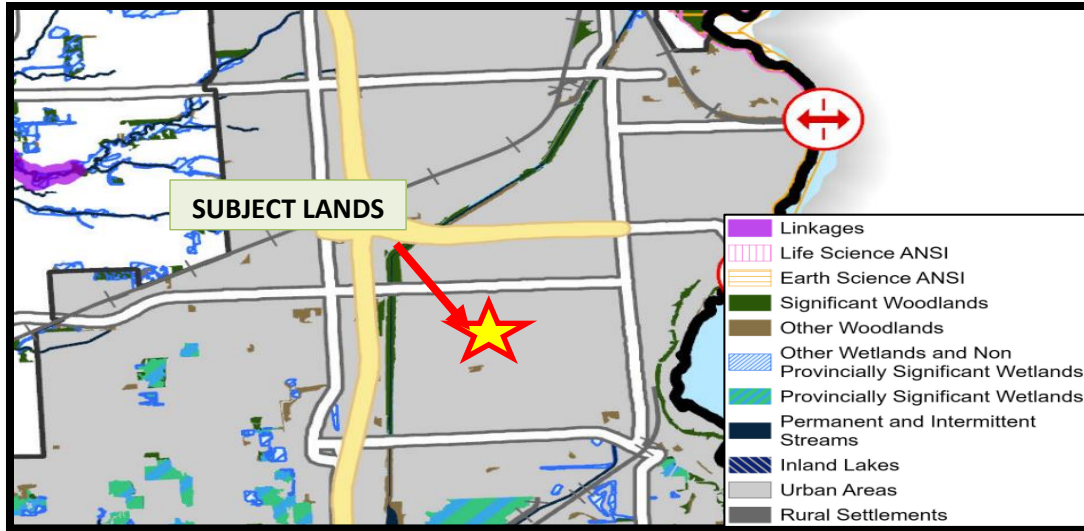 SUBJECT LANDS
Linkages
Life Science ANSI
Earth Science ANSI
Significant Woodlands
Other Woodlands
Other Wetlands and Non
Provincially Significant Wetlands
Provincially Significant Wetlands
Permanent and Intermittent
Streams
Inland Lakes
Urban Areas
Rural Settlements